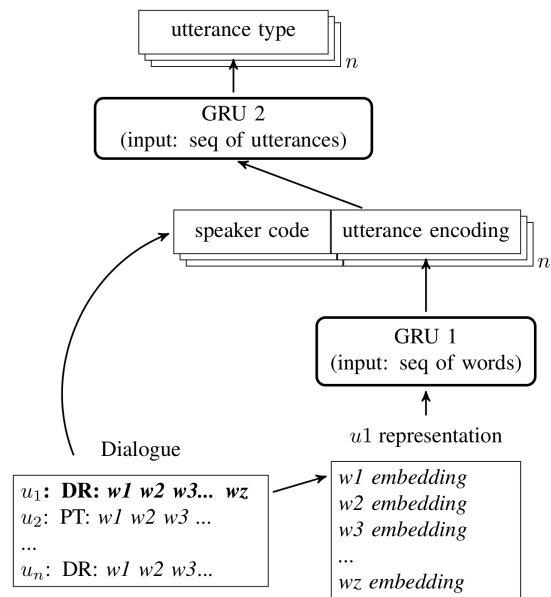 utterance type
n
GRU 2
(input: seq of utterances)
speaker code utterance encoding
n
GRU 1
(input: seq of words)
u1 representation
Dialogue
u1: DR: w1 w2 w3... wz
u2: PT: w1 w2 w3 ...
...
un: DR: w1 w2 w3...
w1 embedding
w2 embedding
w3 embedding
...
wz embedding